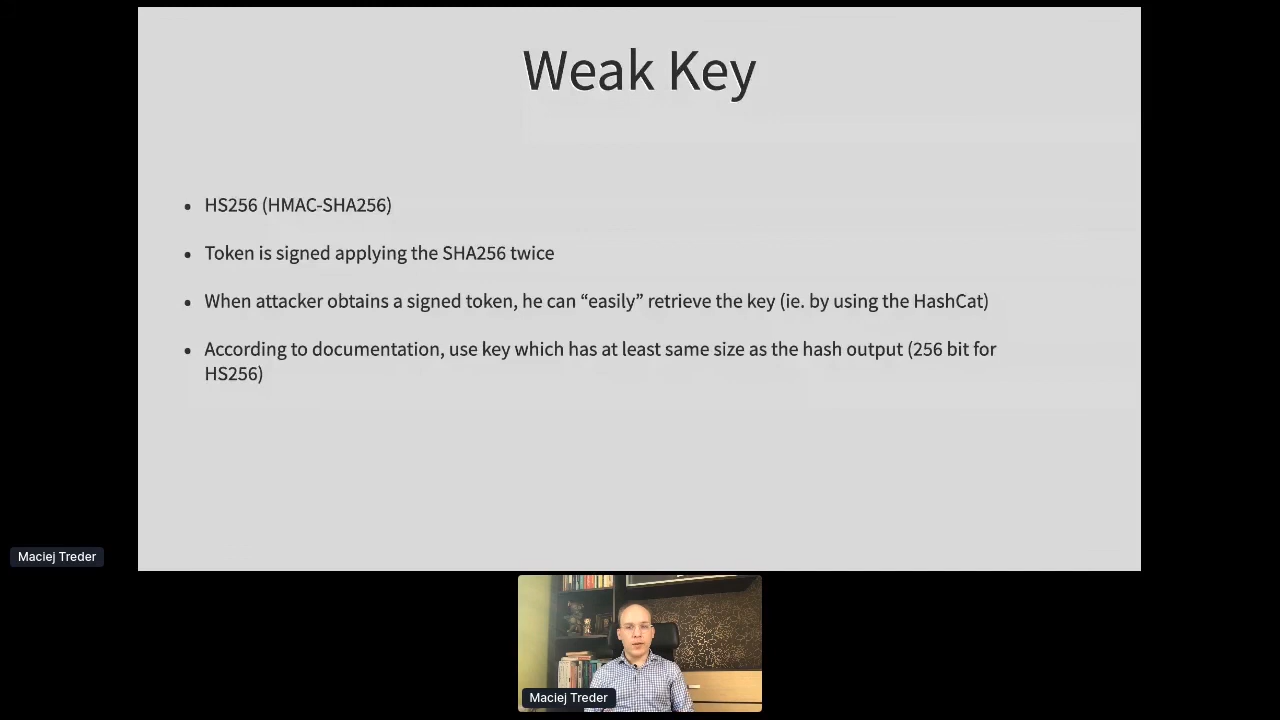 Weak Key
• HS256 (HMAC-SHA256)
• Token is signed applying the SHA256 twice
• When attacker obtains a signed token, he can “easily” retrieve the key (ie. by using the HashCat)
• According to documentation, use key which has at least same size as the hash output (256 bit for
HS256)
Maciej Treder
Maciej Treder